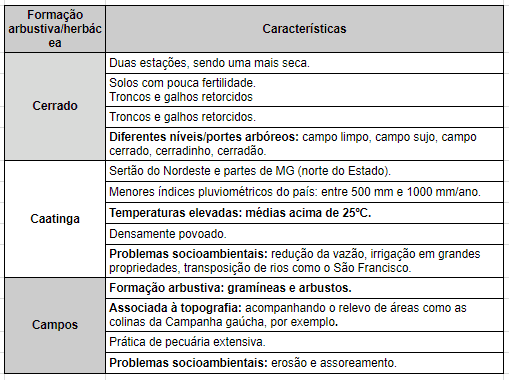 Formação
arbustiva/herbác
ea
Características
Cerrado
Duas estações, sendo uma mais seca.
Solos com pouca fertilidade.
Troncos e galhos retorcidos
Troncos e galhos retorcidos.
Diferentes níveis/portes arbóreos: campo limpo, campo sujo, campo
cerrado, cerradinho, cerradão.
Caatinga
Sertão do Nordeste e partes de MG (norte do Estado).
Menores índices pluviométricos do país: entre 500 mm e 1000 mm/ano.
Temperaturas elevadas: médias acima de 25ºC.
Densamente povoado.
Problemas socioambientais: redução da vazão, irrigação em grandes
propriedades, transposição de rios como o São Francisco.
Campos
Formação arbustiva: gramíneas e arbustos.
Associada à topografia: acompanhando o relevo de áreas como as
colinas da Campanha gaúcha, por exemplo.
Prática de pecuária extensiva.
Problemas socioambientais: erosão e assoreamento.